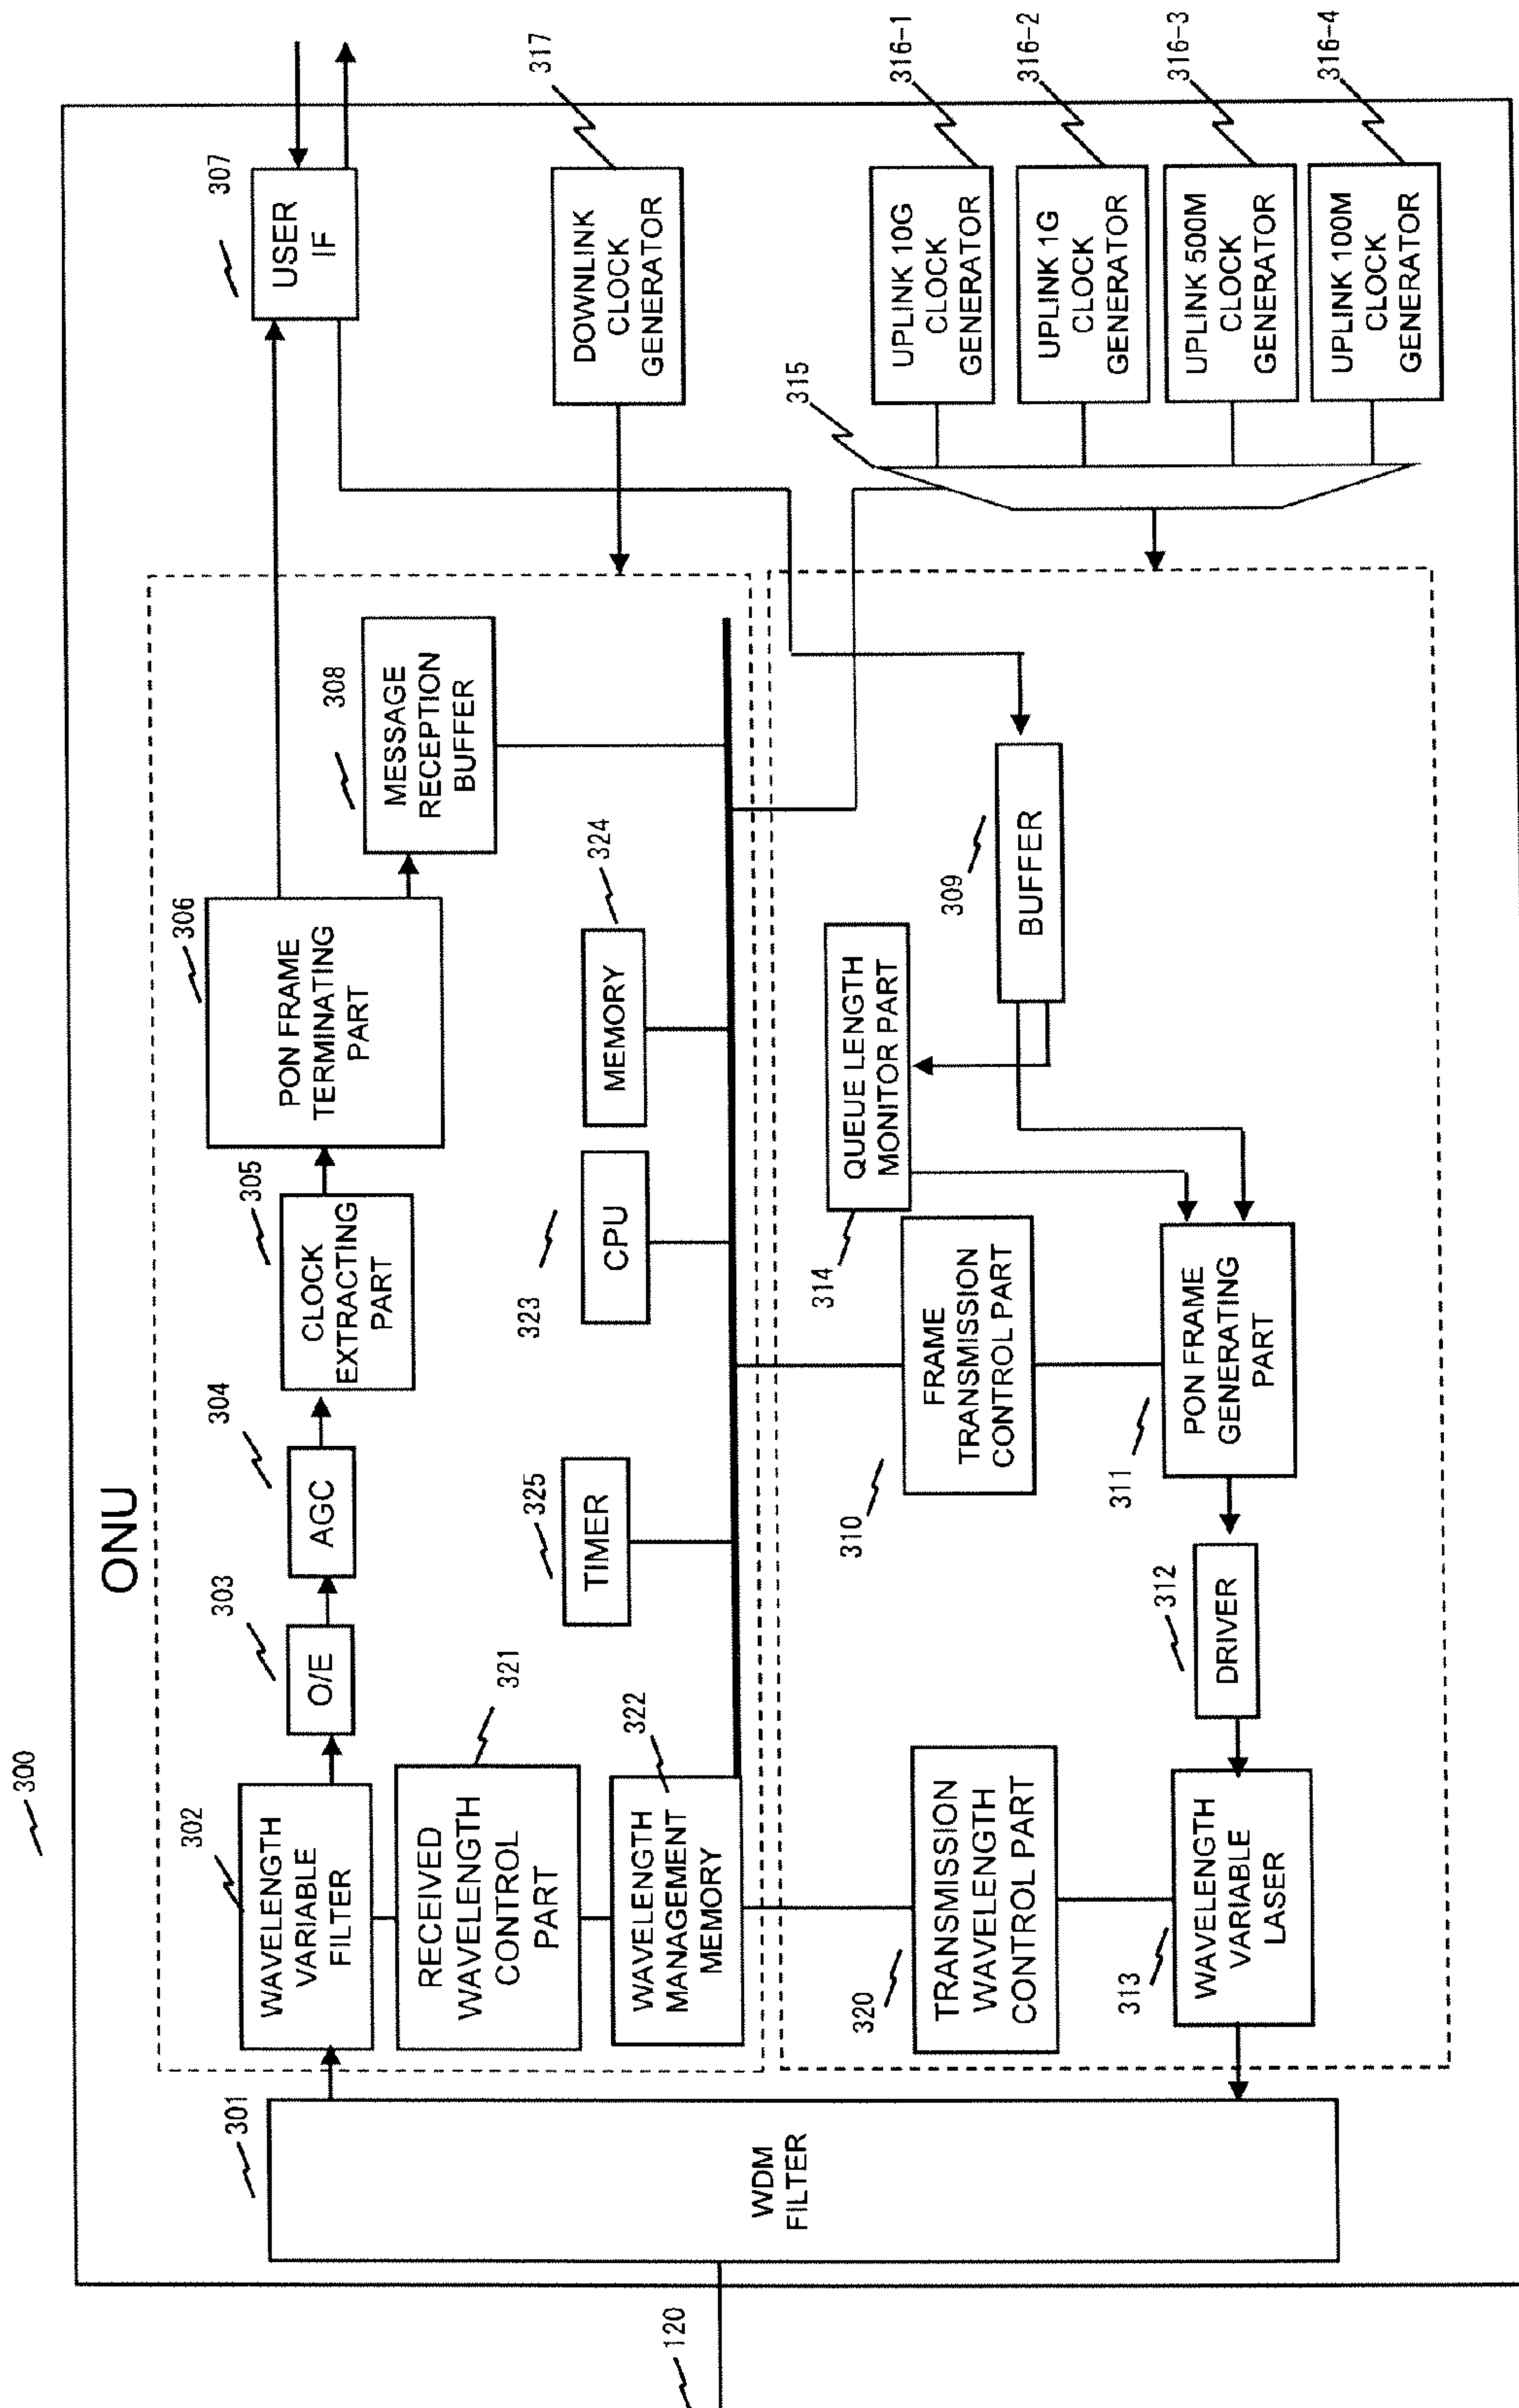 300
ONU
120
301
WDM
FILTER
302
WAVELENGTH
VARIABLE
FILTER
303
O/E
304
AGC
305
CLOCK
EXTRACTING
PART
306
PON FRAME
TERMINATING
PART
307
USER
IF
321
RECEIVED
WAVELENGTH
CONTROL
PART
322
WAVELENGTH
MANAGEMENT
MEMORY
325
TIMER
323
CPU
324
MEMORY
308
MESSAGE
RECEPTION
BUFFER
317
DOWNLINK
CLOCK
GENERATOR
320
TRANSMISSION
WAVELENGTH
CONTROL PART
310
FRAME
TRANSMISSION
CONTROL PART
314
QUEUE LENGTH
MONITOR PART
309
BUFFER
313
WAVELENGTH
VARIABLE
LASER
312
DRIVER
311
PON FRAME
GENERATING
PART
315
316-1
UPLINK 10G
CLOCK
GENERATOR
316-2
UPLINK 1G
CLOCK
GENERATOR
316-3
UPLINK 500M
CLOCK
GENERATOR
316-4
UPLINK 100M
CLOCK
GENERATOR